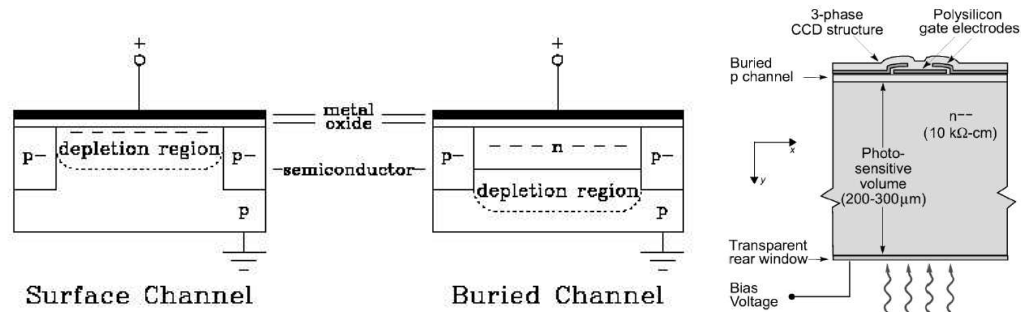 +
metal
oxide
p-
depletion region
p-
semiconductor
p
Surface Channel
+
p-
n
p-
depletion region
p
Buried Channel
3-phase
CCD structure
Polysilicon
gate electrodes
Buried
p channel
n--
(10 kΩ-cm)
x
y
Photo-
sensitive
volume
(200-300μm)
Transparent
rear window
Bias
Voltage